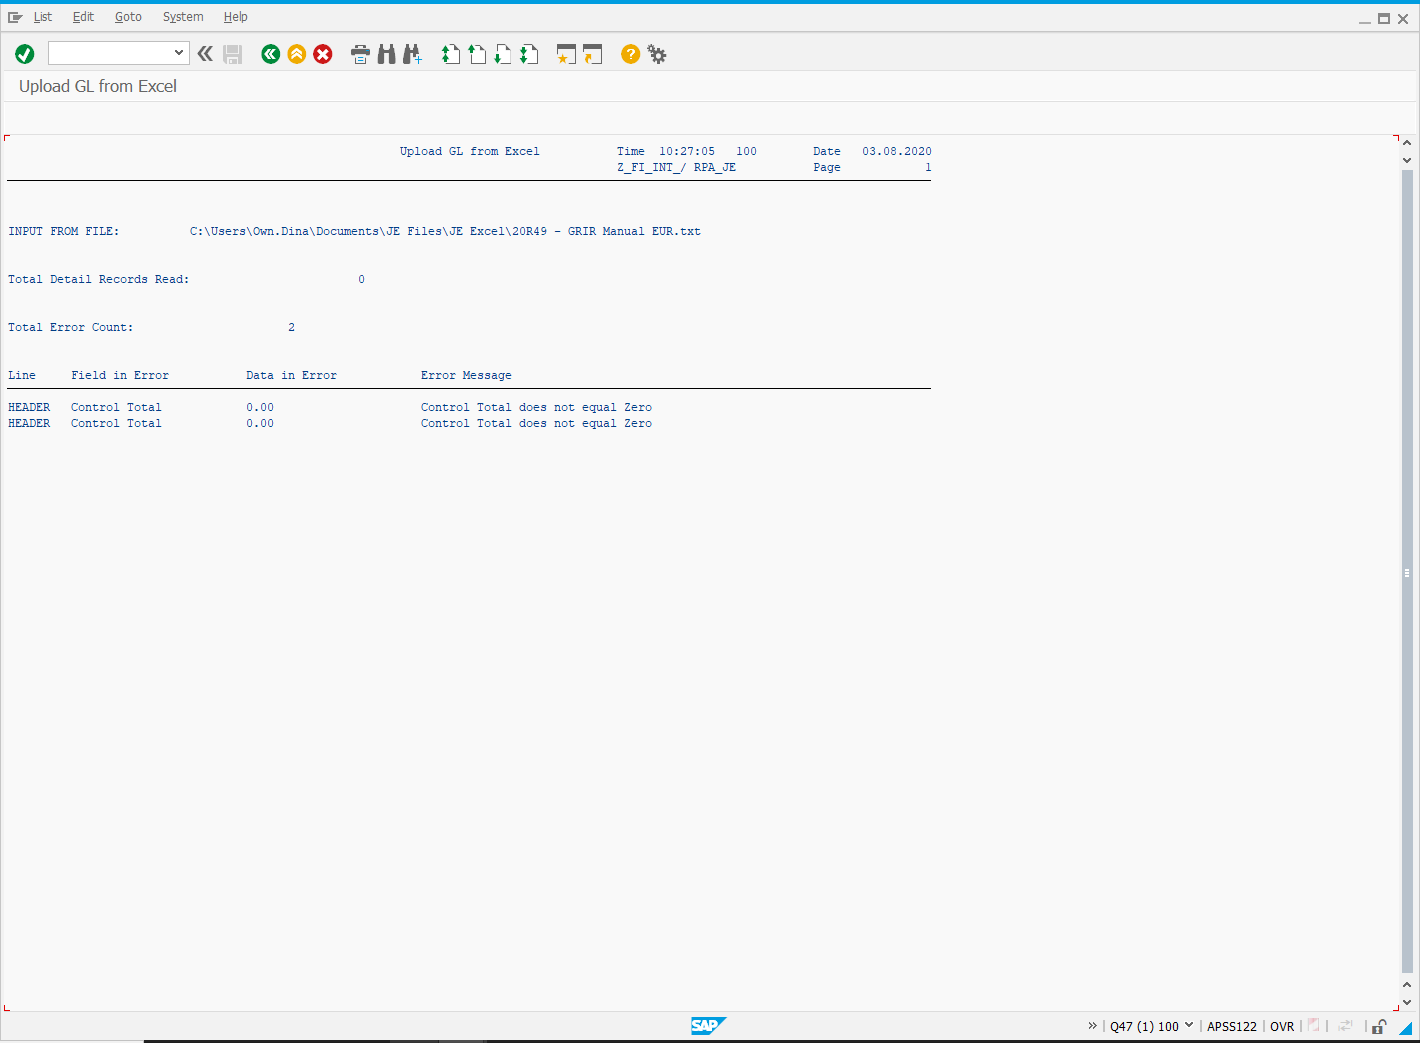 List Edit Goto System Help
Upload GL from Excel
Upload GL from Excel Time 10:27:05 100 Date 03.08.2020
Z_FI_INT_/ RPA_JE Page 1
INPUT FROM FILE: C:\Users\Own.Dina\Documents\JE Files\JE Excel\20R49 - GRIR Manual EUR.txt
Total Detail Records Read: 0
Total Error Count: 2
Line Field in Error Data in Error Error Message
HEADER Control Total 0.00 Control Total does not equal Zero
HEADER Control Total 0.00 Control Total does not equal Zero
SAP Q47 (1) 100 APSS122 OVR